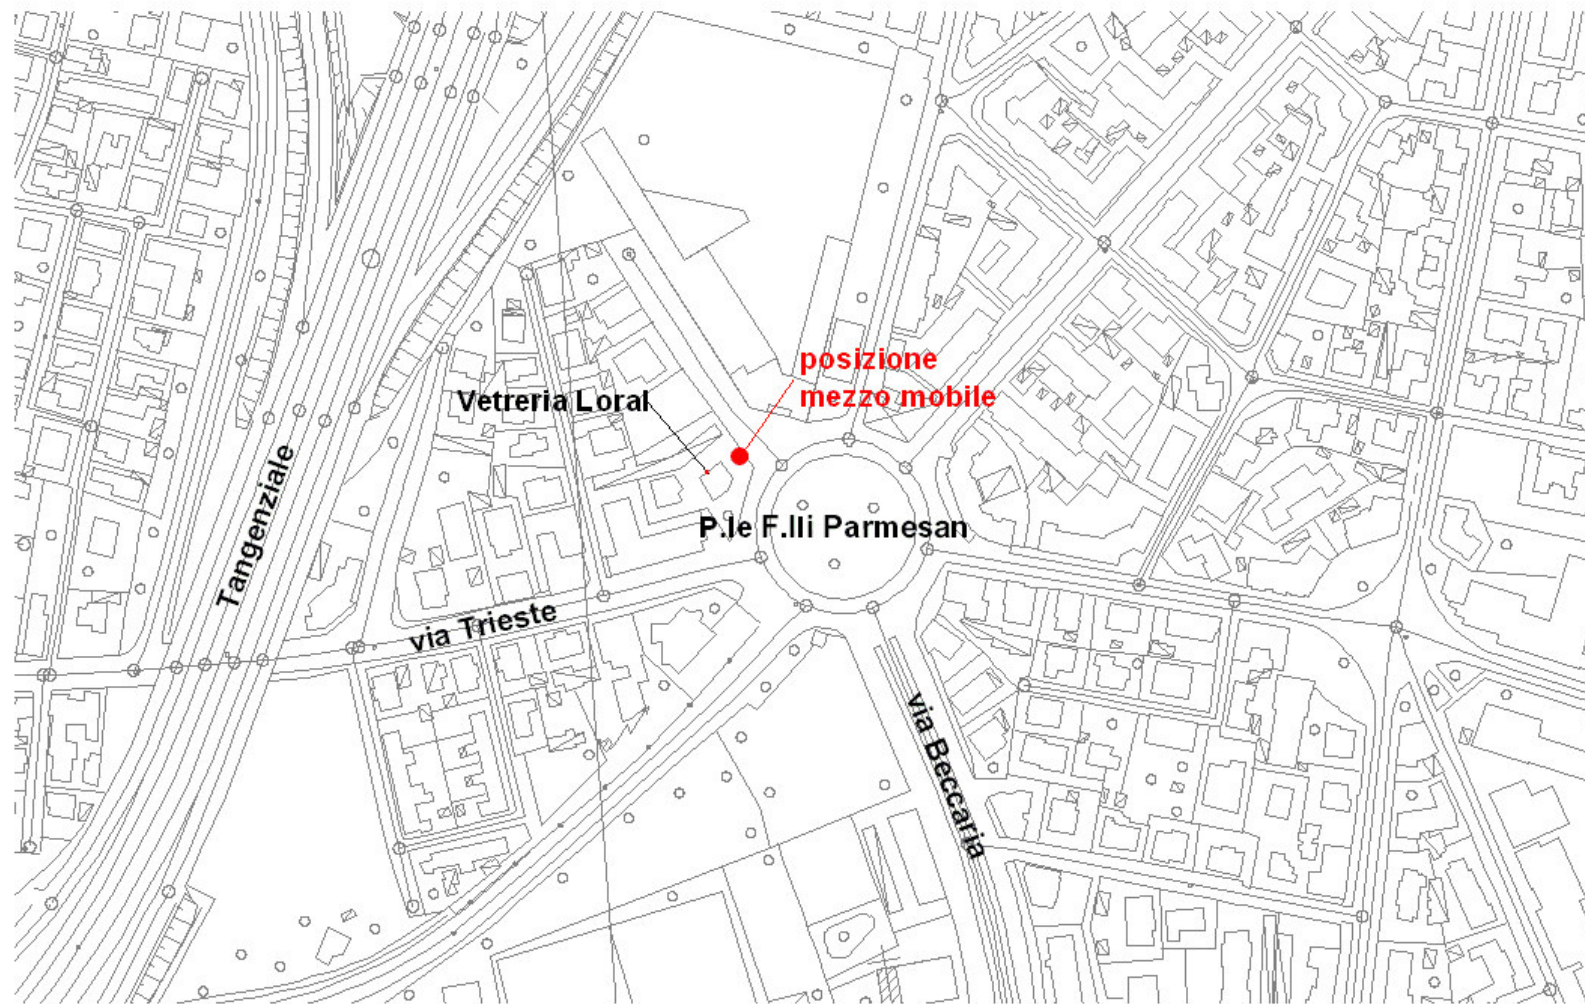 posizione
mezzo mobile
Vetreria Loral
Tangenziale
P.le F.lli Parmesan
via Trieste
via Beccaria